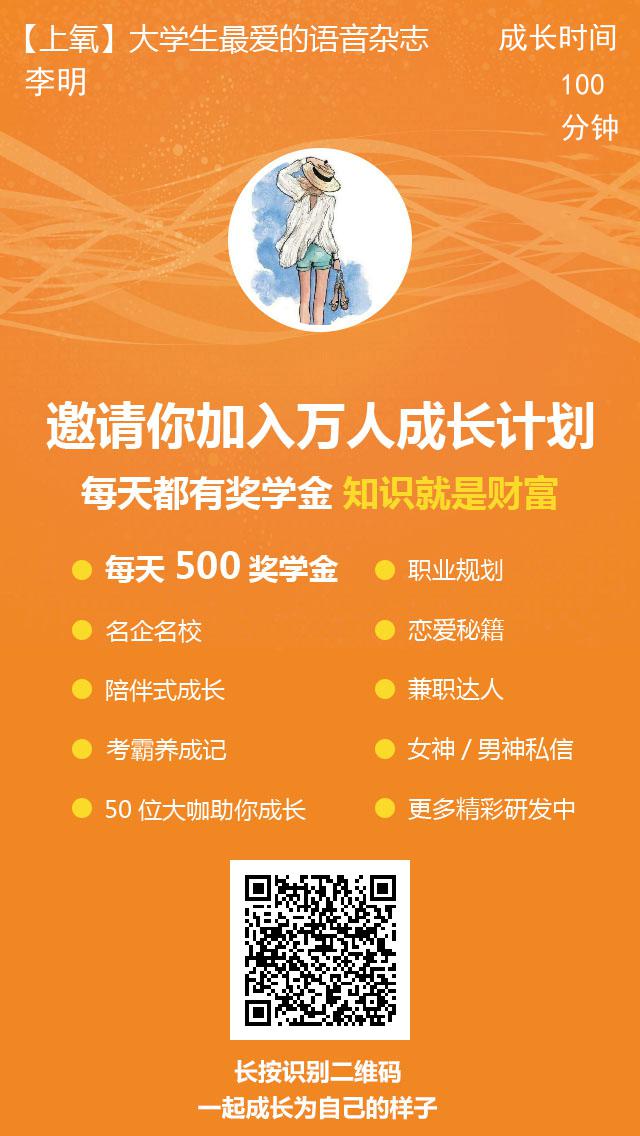 【上氧】大学生最爱的语音杂志
李明
成长时间
100
分钟
邀请你加入万人成长计划
每天都有奖学金 知识就是财富
每天 500 奖学金
职业规划
名企名校
恋爱秘籍
陪伴式成长
兼职达人
考霸养成记
女神 / 男神私信
50 位大咖助你成长
更多精彩研发中
长按识别二维码
一起成长为自己的样子